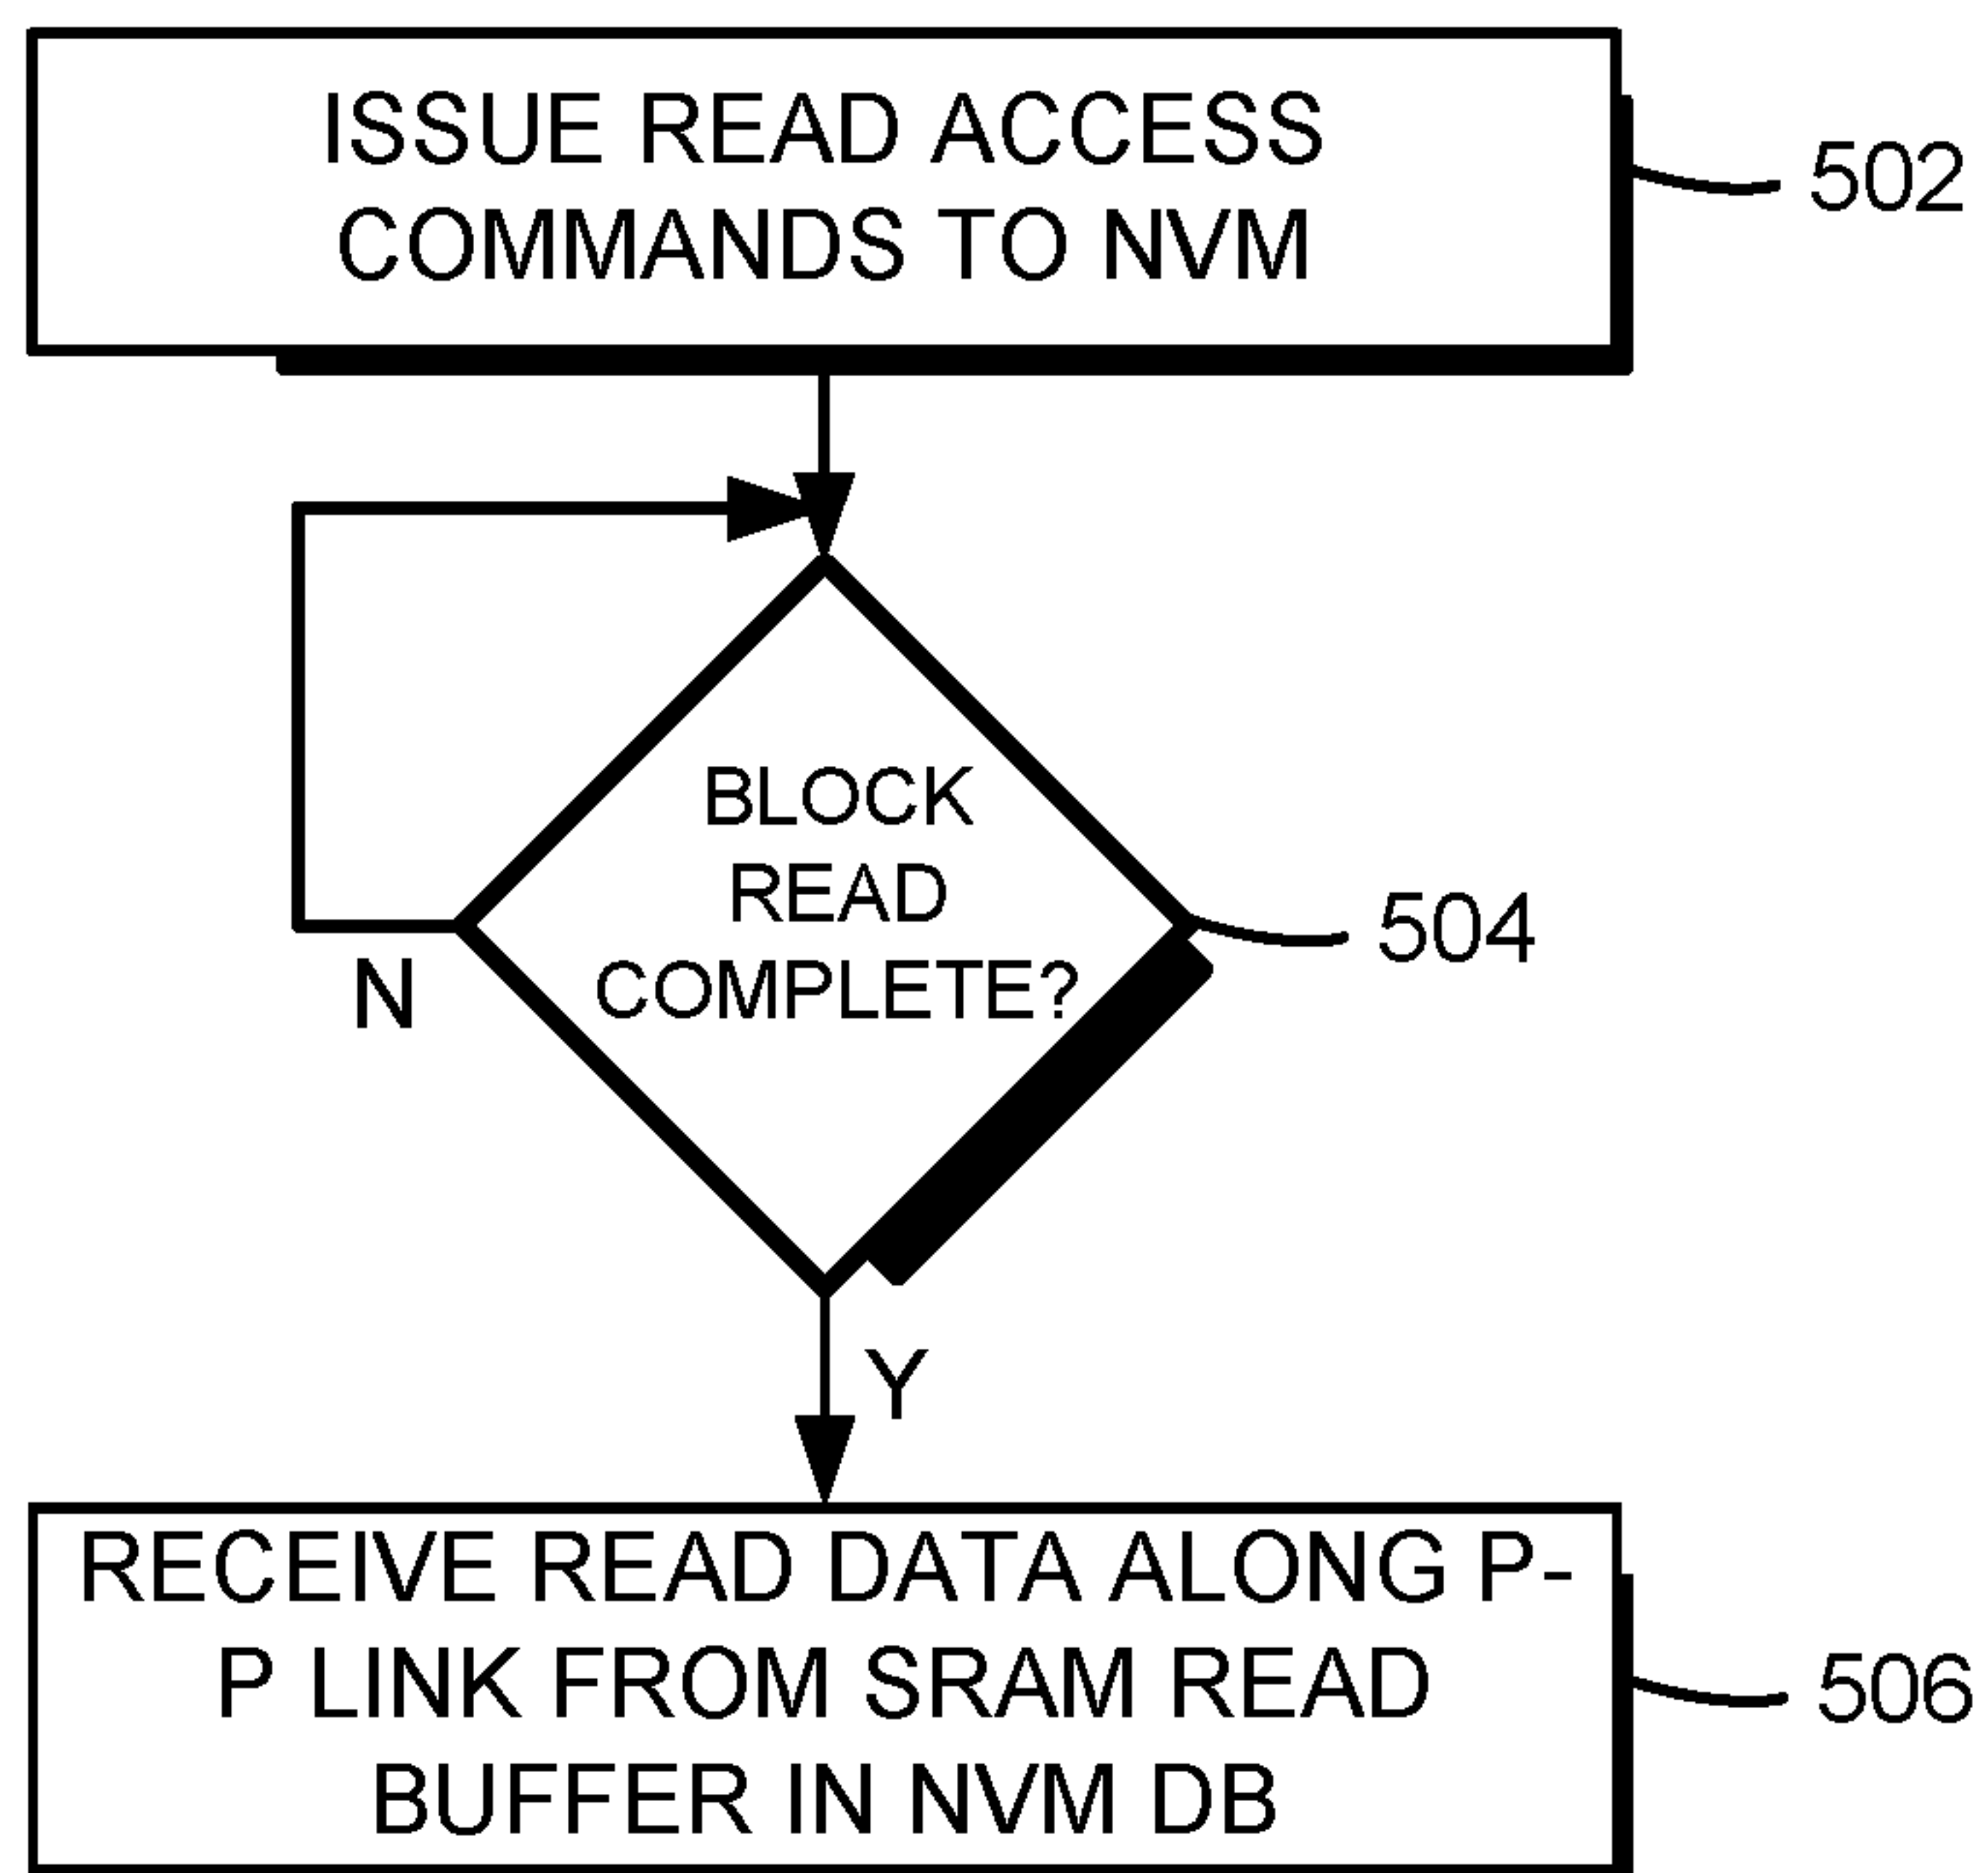 ISSUE READ ACCESS
COMMANDS TO NVM
502
BLOCK
READ
COMPLETE?
504
N
Y
RECEIVE READ DATA ALONG P-
P LINK FROM SRAM READ
BUFFER IN NVM DB
506